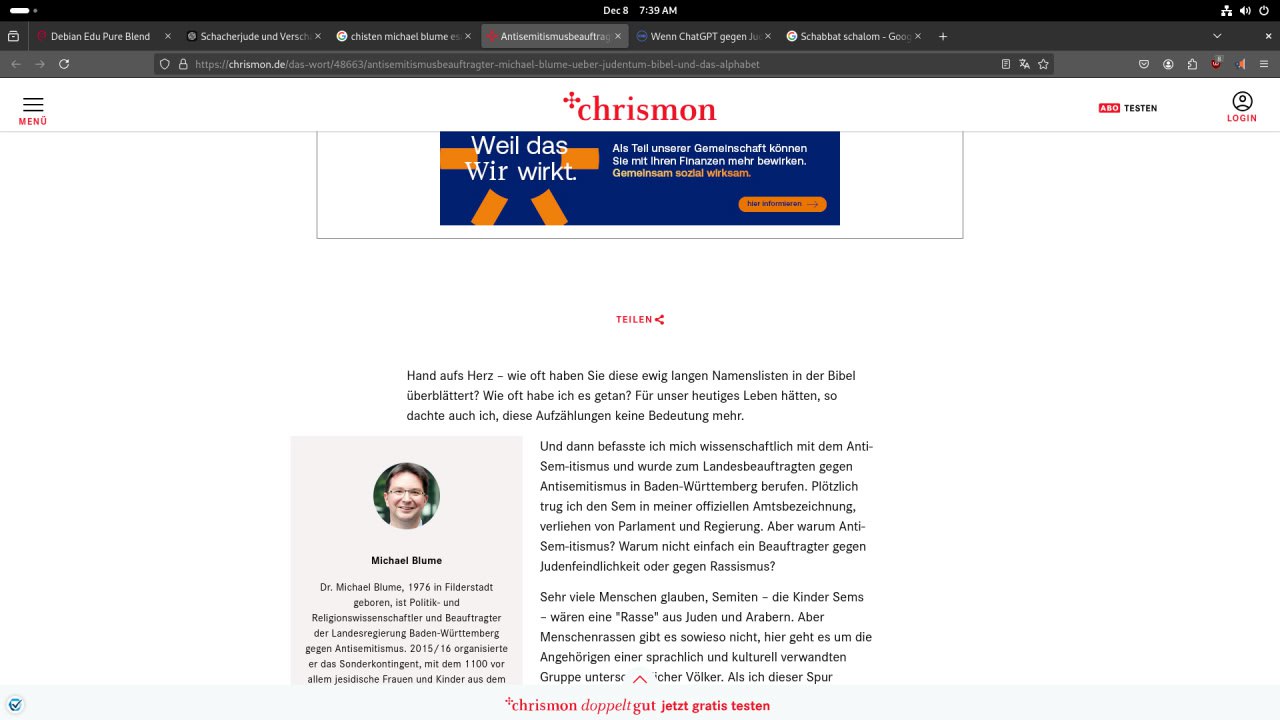 Dec 8 7:39 AM
Debian Edu Pure Blend
Schacherjude und Versch
chisten michael blume es
Antisemitismusbeauftrag
Wenn ChatGPT gegen Ju
Schabbat schalom - Goog
https://chrismon.de/das-wort/48663/antisemitismusbeauftragter-michael-blume-ueber-judentum-bibel-und-das-alphabet
MENÜ
chrismon
ABO TESTEN
LOGIN
Weil das
Wir wirkt.
Als Teil unserer Gemeinschaft können
Sie mit Ihren Finanzen mehr bewirken.
Gemeinsam sozial wirksam.
hier informieren
TEILEN
Hand aufs Herz – wie oft haben Sie diese ewig langen Namenslisten in der Bibel
überblättert? Wie oft habe ich es getan? Für unser heutiges Leben hätten, so
dachte auch ich, diese Aufzählungen keine Bedeutung mehr.
Michael Blume
Dr. Michael Blume, 1976 in Filderstadt
geboren, ist Politik- und
Religionswissenschaftler und Beauftragter
der Landesregierung Baden-Württemberg
gegen Antisemitismus. 2015/16 organisierte
er das Sonderkontingent, mit dem 1100 vor
allem jesidische Frauen und Kinder aus dem
Und dann befasste ich mich wissenschaftlich mit dem Anti-
Sem-itismus und wurde zum Landesbeauftragten gegen
Antisemitismus in Baden-Württemberg berufen. Plötzlich
trug ich den Sem in meiner offiziellen Amtsbezeichnung,
verliehen von Parlament und Regierung. Aber warum Anti-
Sem-itismus? Warum nicht einfach ein Beauftragter gegen
Judenfeindlichkeit oder gegen Rassismus?
Sehr viele Menschen glauben, Semiten – die Kinder Sems
– wären eine "Rasse" aus Juden und Arabern. Aber
Menschenrassen gibt es sowieso nicht, hier geht es um die
Angehörigen einer sprachlich und kulturell verwandten
Gruppe untersc licher Völker. Als ich dieser Spur
chrismon doppelt gut jetzt gratis testen